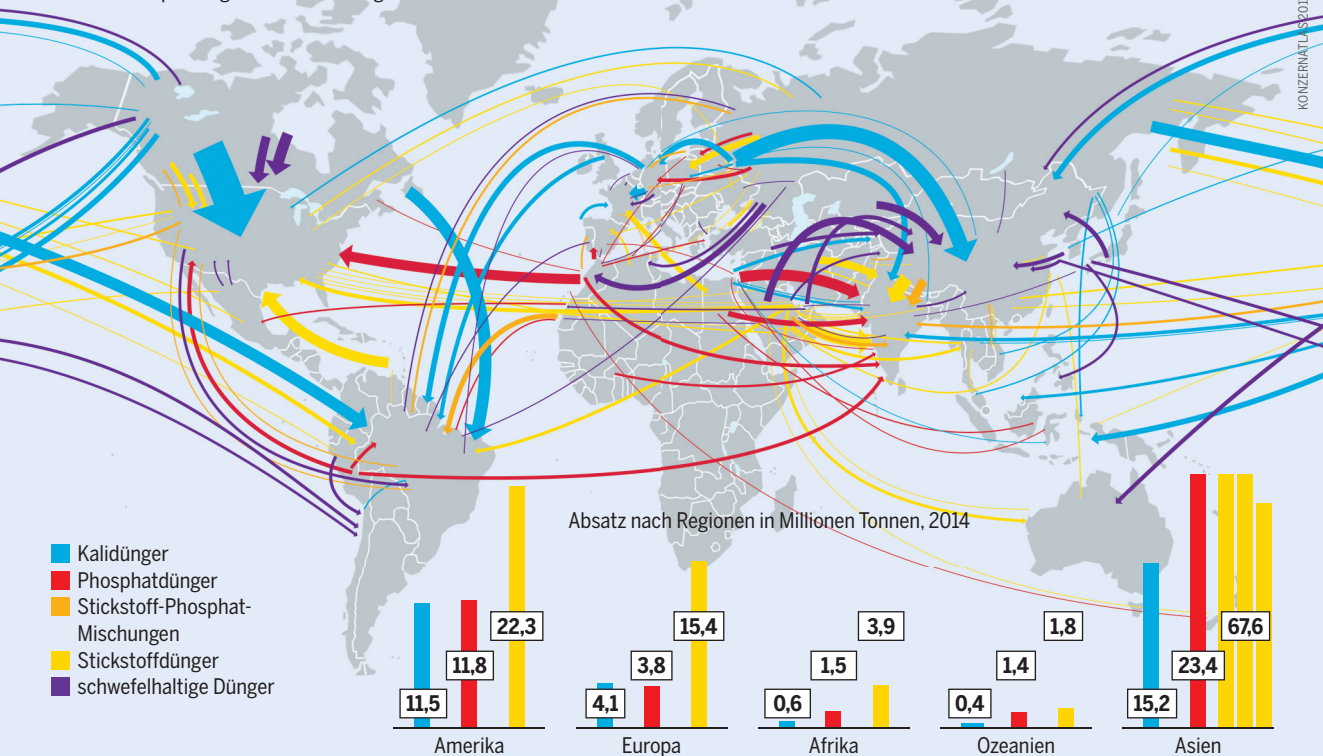 KONZERNATLAS
Absatz nach Regionen in Millionen Tonnen, 2014
Kalidünger
Phosphatdünger
Stickstoff-Phosphat-
Mischungen
Stickstoffdünger
schwefelhaltige Dünger
11,5
11,8
22,3
Amerika
4,1
3,8
15,4
Europa
0,6
1,5
3,9
Afrika
0,4
1,4
1,8
Ozeanien
15,2
23,4
67,6
Asien